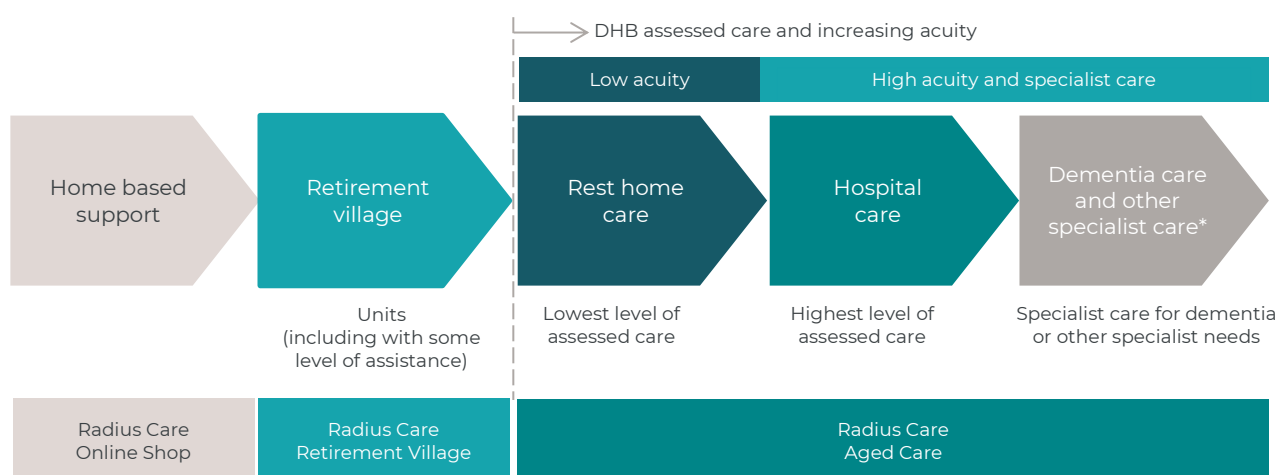 DHB assessed care and increasing acuity
Low acuity
High acuity and specialist care
Home based
support
Retirement
village
Rest home
care
Hospital
care
Dementia care
and other
specialist care*
Units
(including with some
level of assistance)
Lowest level of
assessed care
Highest level of
assessed care
Specialist care for dementia
or other specialist needs
Radius Care
Online Shop
Radius Care
Retirement Village
Radius Care
Aged Care